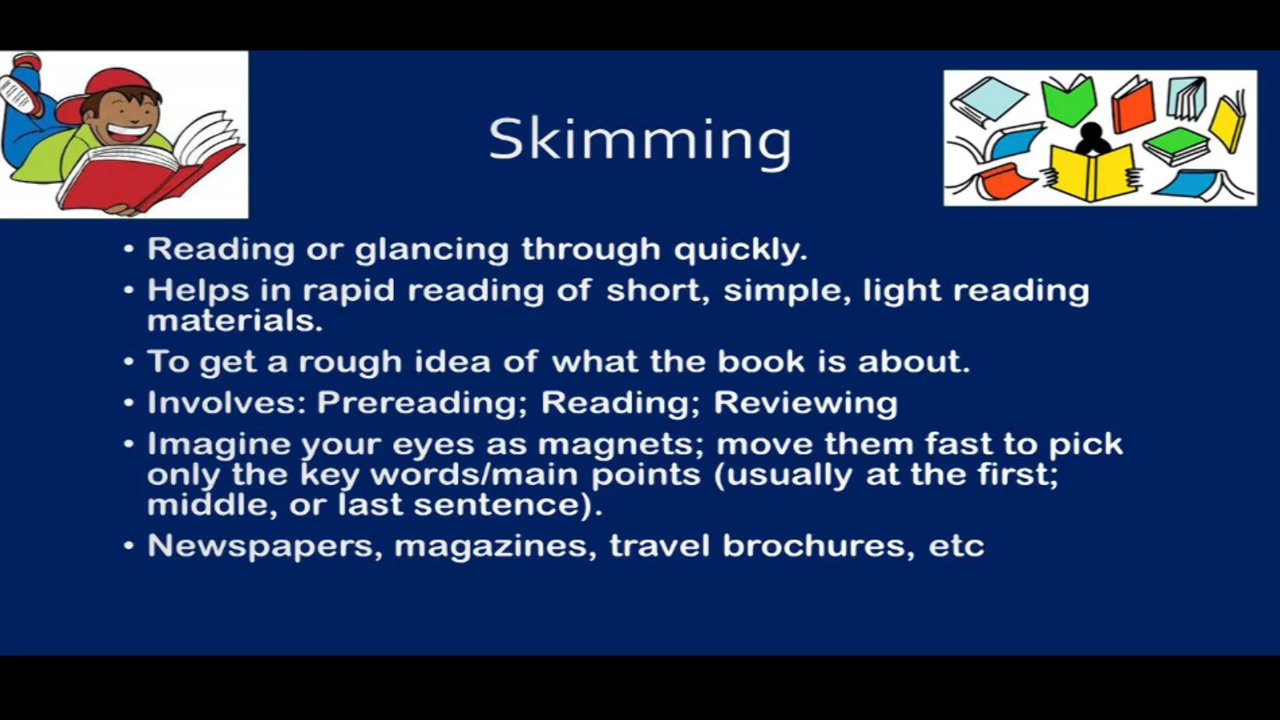 Skimming
• Reading or glancing through quickly.
• Helps in rapid reading of short, simple, light reading
materials.
• To get a rough idea of what the book is about.
• Involves: Prereading; Reading; Reviewing
• Imagine your eyes as magnets; move them fast to pick
only the key words/main points (usually at the first;
middle, or last sentence).
• Newspapers, magazines, travel brochures, etc